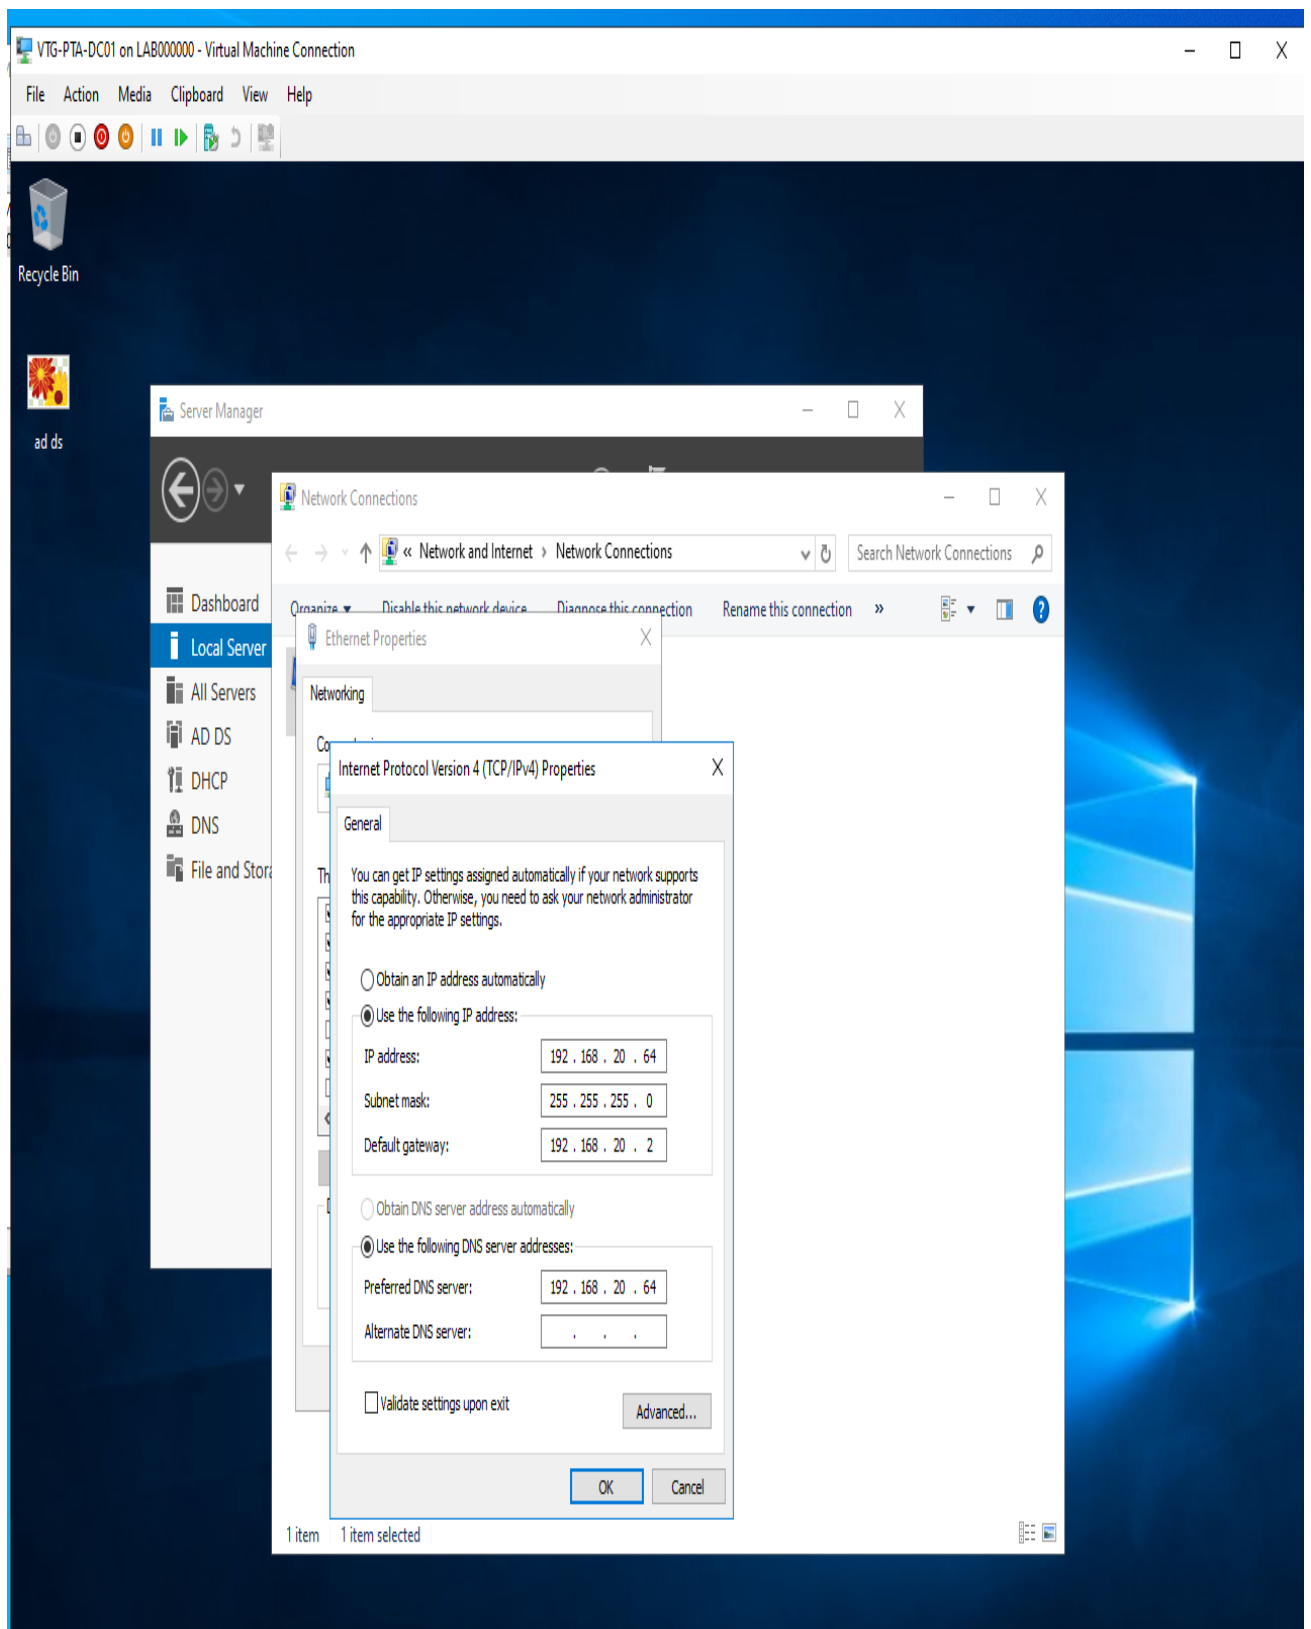 VTG-PTA-DC01 on LAB000000 - Virtual Machine Connection
File Action Media Clipboard View Help
Recycle Bin
ad ds
Server Manager
Network Connections
« Network and Internet › Network Connections
Search Network Connections
Organize Disable this network device Diagnose this connection Rename this connection »
Dashboard
Local Server
All Servers
AD DS
DHCP
DNS
File and Stora
Ethernet Properties
Networking
Internet Protocol Version 4 (TCP/IPv4) Properties
General
You can get IP settings assigned automatically if your network supports
this capability. Otherwise, you need to ask your network administrator
for the appropriate IP settings.
Obtain an IP address automatically
Use the following IP address:
IP address: 192 . 168 . 20 . 64
Subnet mask: 255 . 255 . 255 . 0
Default gateway: 192 . 168 . 20 . 2
Obtain DNS server address automatically
Use the following DNS server addresses:
Preferred DNS server: 192 . 168 . 20 . 64
Alternate DNS server: . . .
Validate settings upon exit
Advanced...
OK Cancel
1 item 1 item selected